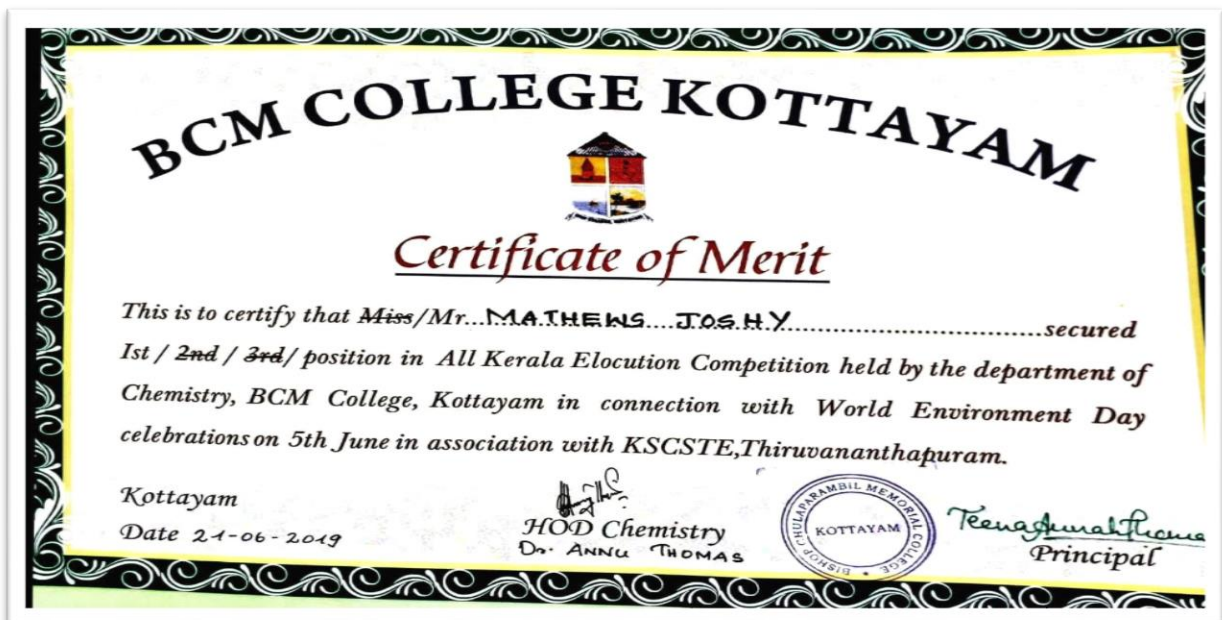 BCM COLLEGE KOTTAYAM
Certificate of Merit
This is to certify that Miss/Mr...MATHEWS....JOSHY..................................secured
Ist / 2nd / 3rd/ position in All Kerala Elocution Competition held by the department of
Chemistry, BCM College, Kottayam in connection with World Environment Day
celebrations on 5th June in association with KSCSTE,Thiruvananthapuram.
Kottayam
Date 21-06-2019
HOD Chemistry
Dr. ANNU THOMAS
BISHOP CHULAPARAMBIL MEMORIAL COLLEGE
KOTTAYAM
Principal